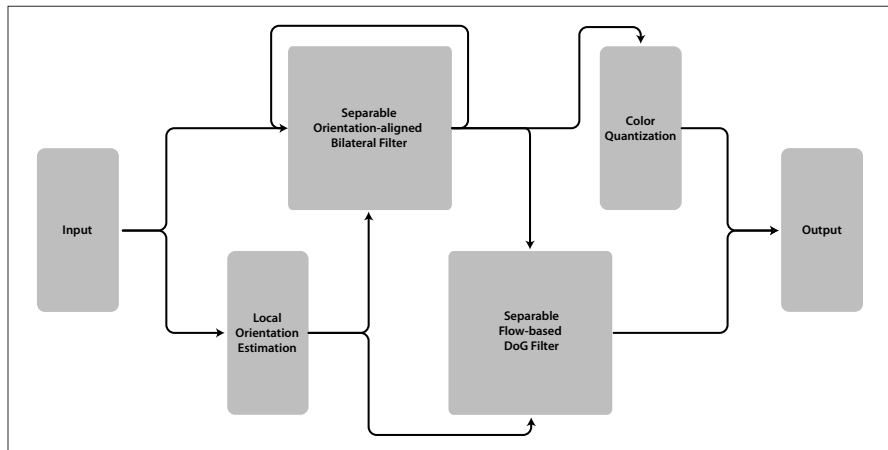 Input
Separable
Orientation-aligned
Bilateral Filter
Local
Orientation
Estimation
Color
Quantization
Separable
Flow-based
DoG Filter
Output